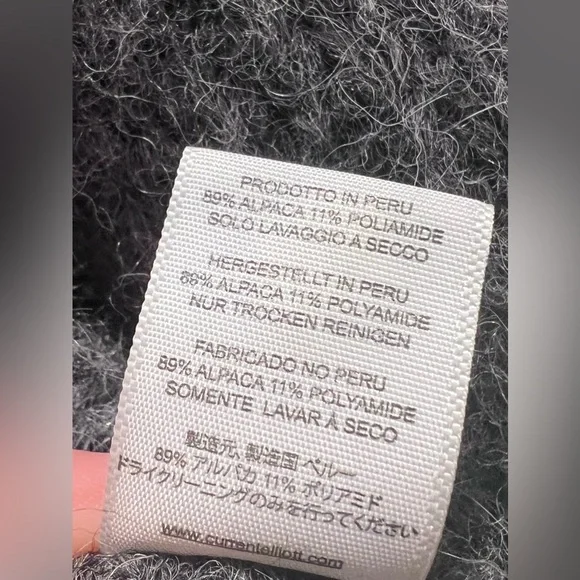 PRODOTTO IN PERU
89% ALPACA 11% POLIAMIDE
SOLO LAVAGGIO A SECCO
HERGESTELLT IN PERU
86% ALPACA 11% POLYAMIDE
NUR TROCKEN REINIGEN
FABRICADO NO PERU
89% ALPACA 11% POLYAMIDE
SOMENTE LAVAR À SECO
製造元、製造国 ペルー
89% アルパカ 11% ポリアミド
ドライクリーニングのみを行ってください
www.currentelliott.com